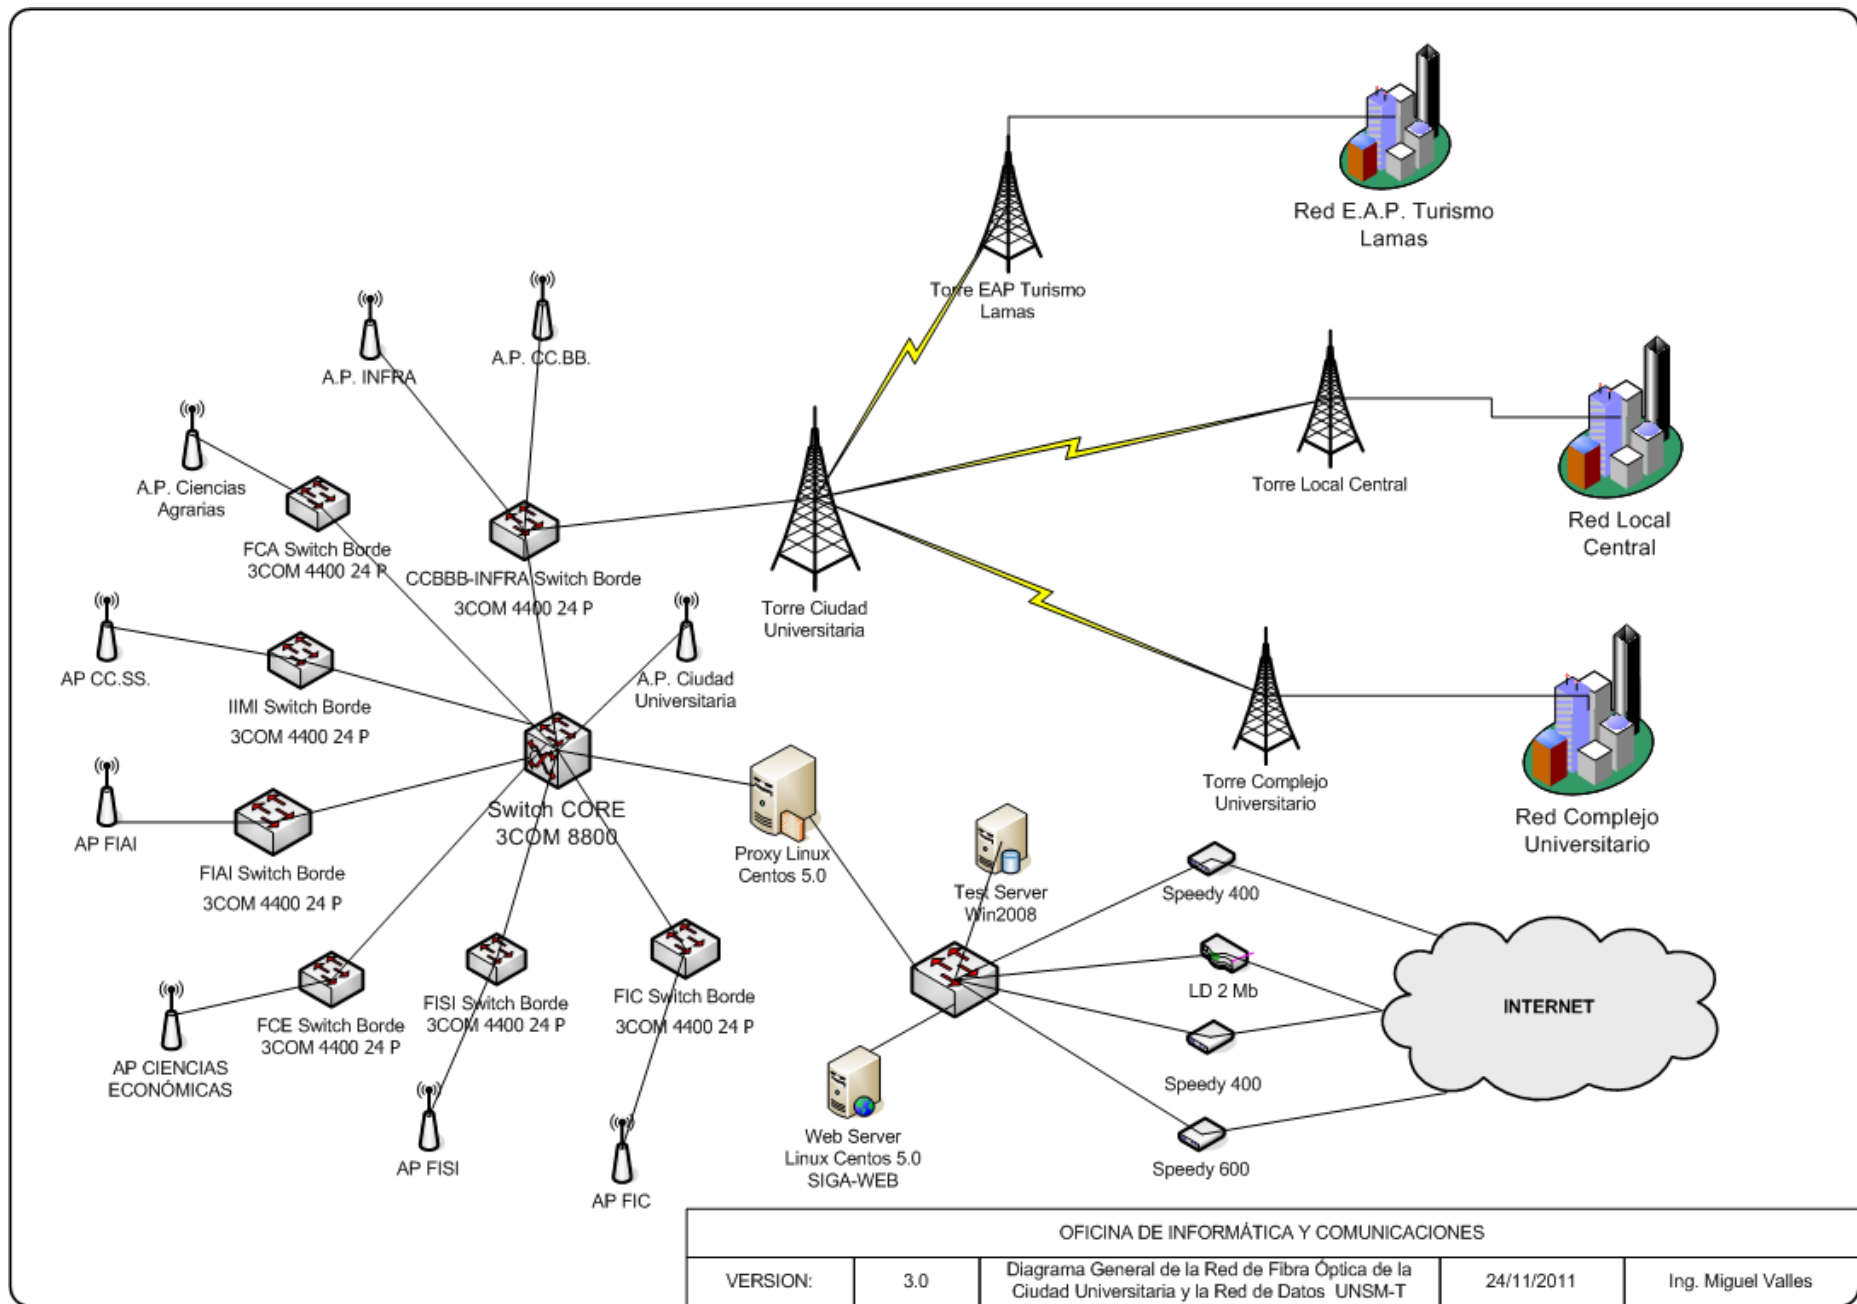 Red E.A.P. Turismo
Lamas
Torre EAP Turismo
Lamas
A.P. CC.BB.
A.P. INFRA
A.P. Ciencias
Agrarias
FCA Switch Borde
3COM 4400 24 P
CCBBB-INFRA Switch Borde
3COM 4400 24 P
Torre Ciudad
Universitaria
Torre Local Central
Red Local
Central
AP CC.SS.
IIMI Switch Borde
3COM 4400 24 P
A.P. Ciudad
Universitaria
Switch CORE
3COM 8800
Torre Complejo
Universitario
Red Complejo
Universitario
AP FIAI
FIAI Switch Borde
3COM 4400 24 P
Proxy Linux
Centos 5.0
Test Server
Win2008
Speedy 400
LD 2 Mb
Speedy 400
Speedy 600
INTERNET
FCE Switch Borde
3COM 4400 24 P
FISI Switch Borde
3COM 4400 24 P
FIC Switch Borde
3COM 4400 24 P
AP CIENCIAS
ECONÓMICAS
AP FISI
AP FIC
Web Server
Linux Centos 5.0
SIGA-WEB
OFICINA DE INFORMÁTICA Y COMUNICACIONES
VERSION:
3.0
Diagrama General de la Red de Fibra Óptica de la
Ciudad Universitaria y la Red de Datos UNSM-T
24/11/2011
Ing. Miguel Valles